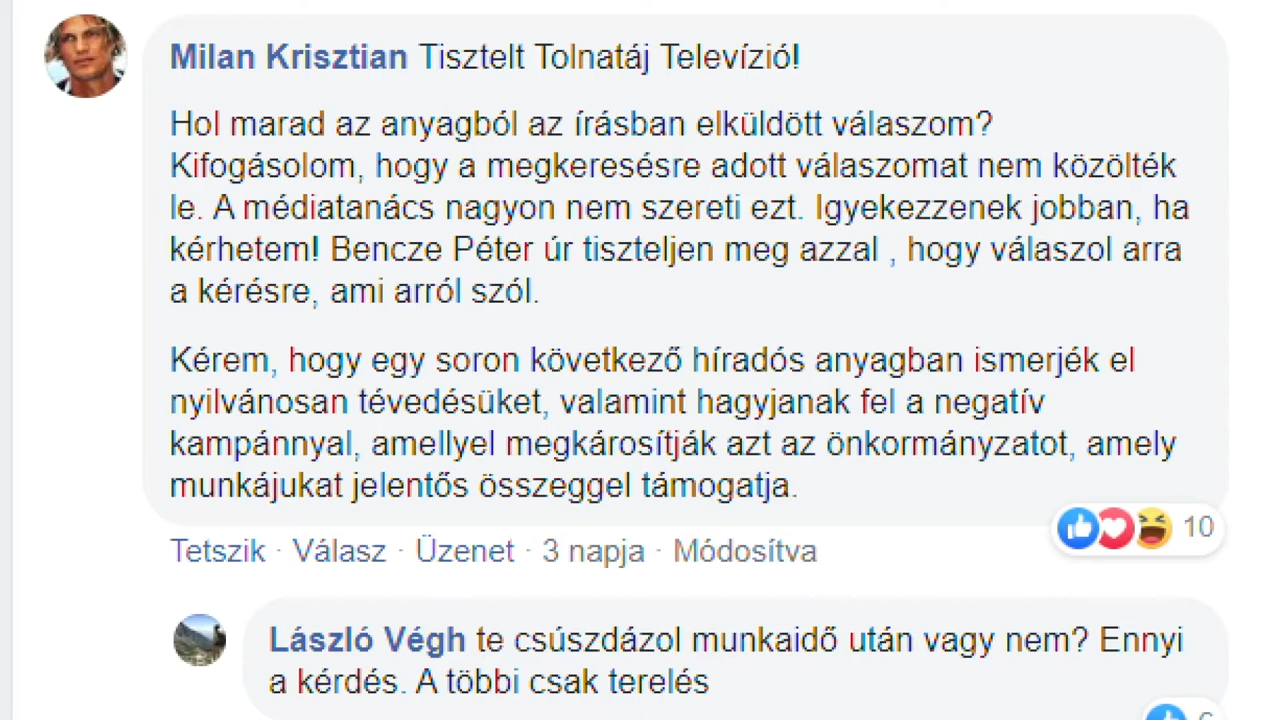 Milan Krisztian Tisztelt Tolnatáj Televízió!
Hol marad az anyagból az írásban elküldött válaszom?
Kifogásolom, hogy a megkeresésre adott válaszomat nem közölték
le. A médiatanács nagyon nem szereti ezt. Igyekezzenek jobban, ha
kérhetem! Bencze Péter úr tiszteljen meg azzal , hogy válaszol arra
a kérésre, ami arról szól.
Kérem, hogy egy soron következő híradós anyagban ismerjék el
nyilvánosan tévedésüket, valamint hagyjanak fel a negatív
kampánnyal, amellyel megkárosítják azt az önkormányzatot, amely
munkájukat jelentős összeggel támogatja.
10
Tetszik · Válasz · Üzenet · 3 napja · Módosítva
László Végh te csúszdázol munkaidő után vagy nem? Ennyi
a kérdés. A többi csak terelés